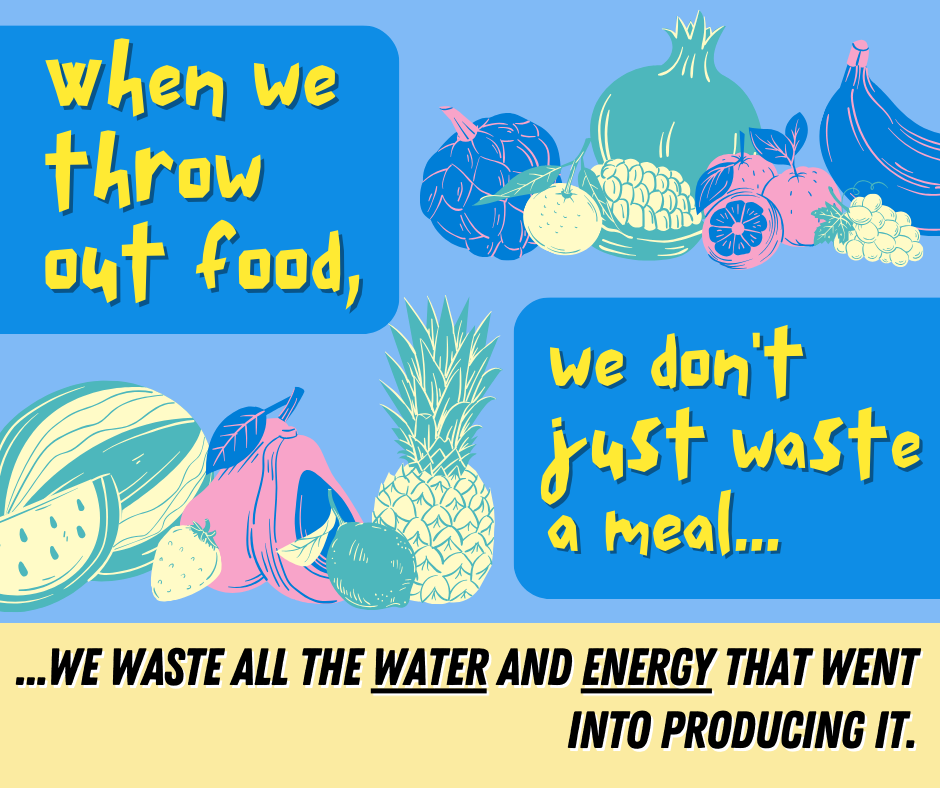 When we
throw
out food,
we don't
just waste
a meal...
...WE WASTE ALL THE WATER AND ENERGY THAT WENT
INTO PRODUCING IT.